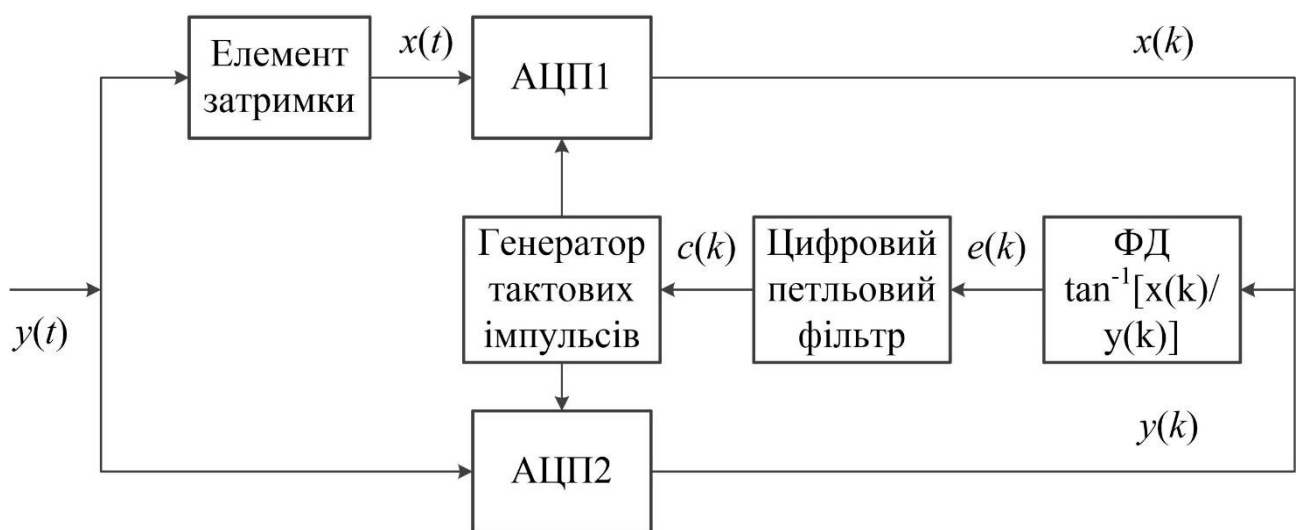 Елемент
затримки
x(t)
АЦП1
x(k)
y(t)
Генератор
тактових
імпульсів
c(k)
Цифровий
петльовий
фільтр
e(k)
ФД
tan⁻¹[x(k)/
y(k)]
АЦП2
y(k)